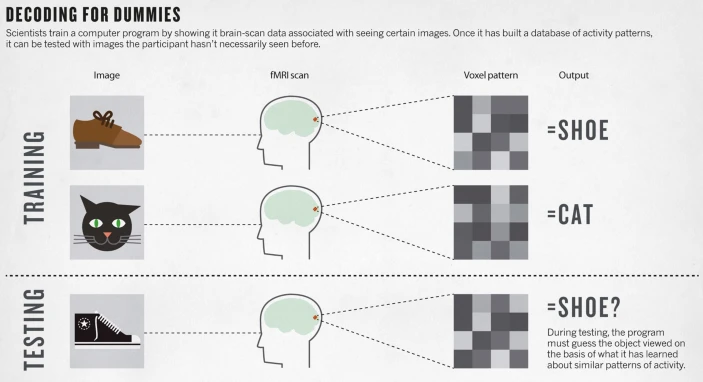 DECODING FOR DUMMIES
Scientists train a computer program by showing it brain-scan data associated with seeing certain images. Once it has built a database of activity patterns,
it can be tested with images the participant hasn't necessarily seen before.
Image fMRI scan Voxel pattern Output
TRAINING
=SHOE
=CAT
TESTING
=SHOE?
During testing, the program
must guess the object viewed on
the basis of what it has learned
about similar patterns of activity.